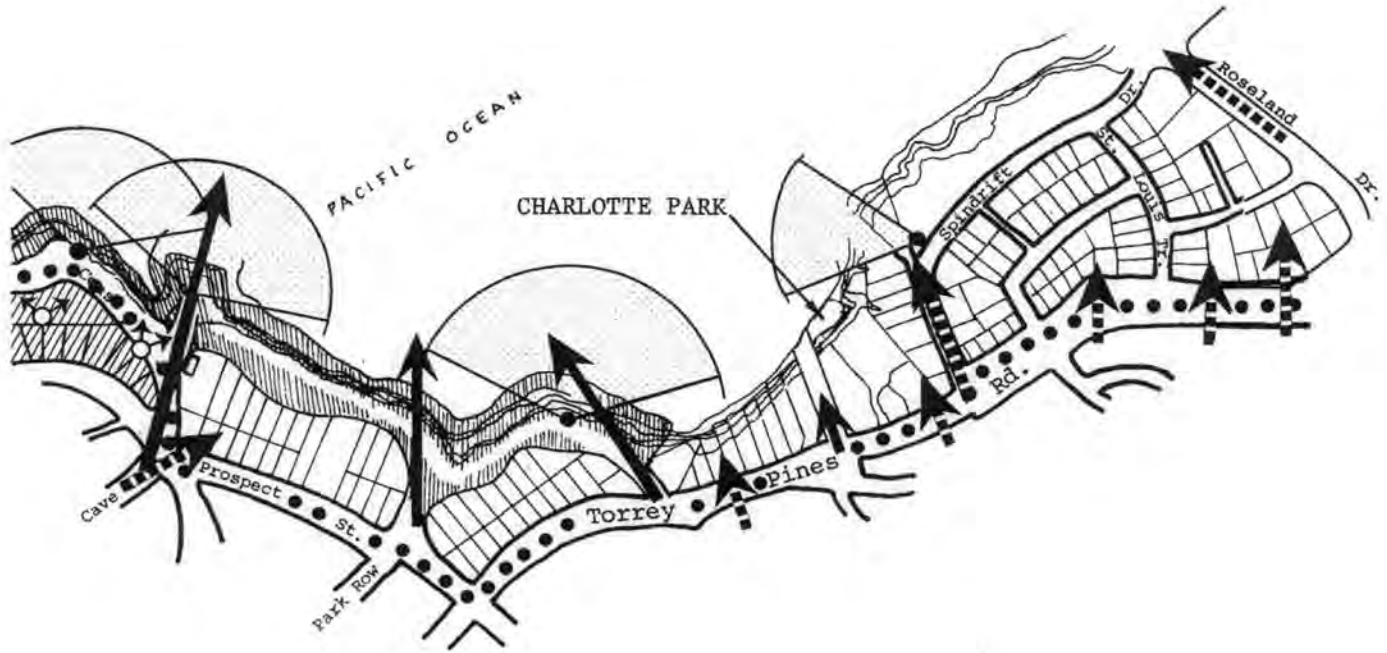 PACIFIC OCEAN
CHARLOTTE PARK
Roseland
Dr.
Spindrift
Dr.
St.
Louis
Tr.
Cave
Prospect
St.
Park Row
Torrey
Pines
Rd.